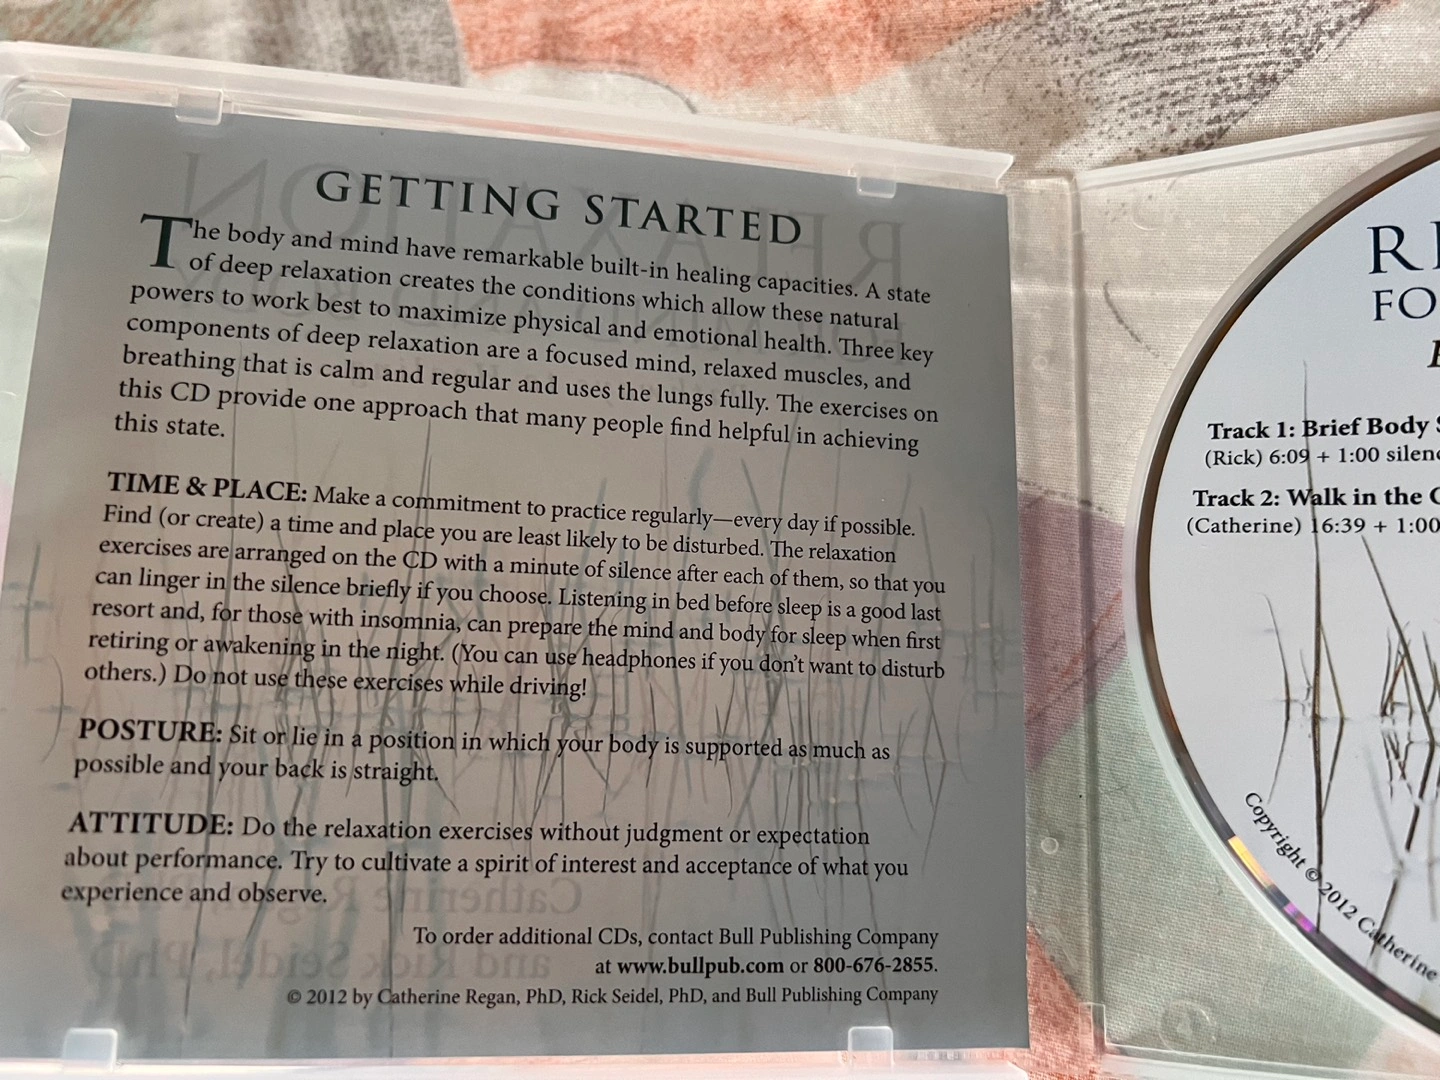 GETTING STARTED
The body and mind have remarkable built-in healing capacities. A state
of deep relaxation creates the conditions which allow these natural
powers to work best to maximize physical and emotional health. Three key
components of deep relaxation are a focused mind, relaxed muscles, and
breathing that is calm and regular and uses the lungs fully. The exercises on
this CD provide one approach that many people find helpful in achieving
this state.
TIME & PLACE: Make a commitment to practice regularly—every day if possible.
Find (or create) a time and place you are least likely to be disturbed. The relaxation
exercises are arranged on the CD with a minute of silence after each of them, so that you
can linger in the silence briefly if you choose. Listening in bed before sleep is a good last
resort and, for those with insomnia, can prepare the mind and body for sleep when first
retiring or awakening in the night. (You can use headphones if you don't want to disturb
others.) Do not use these exercises while driving!
POSTURE: Sit or lie in a position in which your body is supported as much as
possible and your back is straight.
ATTITUDE: Do the relaxation exercises without judgment or expectation
about performance. Try to cultivate a spirit of interest and acceptance of what you
experience and observe.
To order additional CDs, contact Bull Publishing Company
at www.bullpub.com or 800-676-2855.
© 2012 by Catherine Regan, PhD, Rick Seidel, PhD, and Bull Publishing Company
R
FO
Track 1: Brief Body
(Rick) 6:09 + 1:00 silen
Track 2: Walk in the
(Catherine) 16:39 + 1:00
Copyright © 2012 Catherine